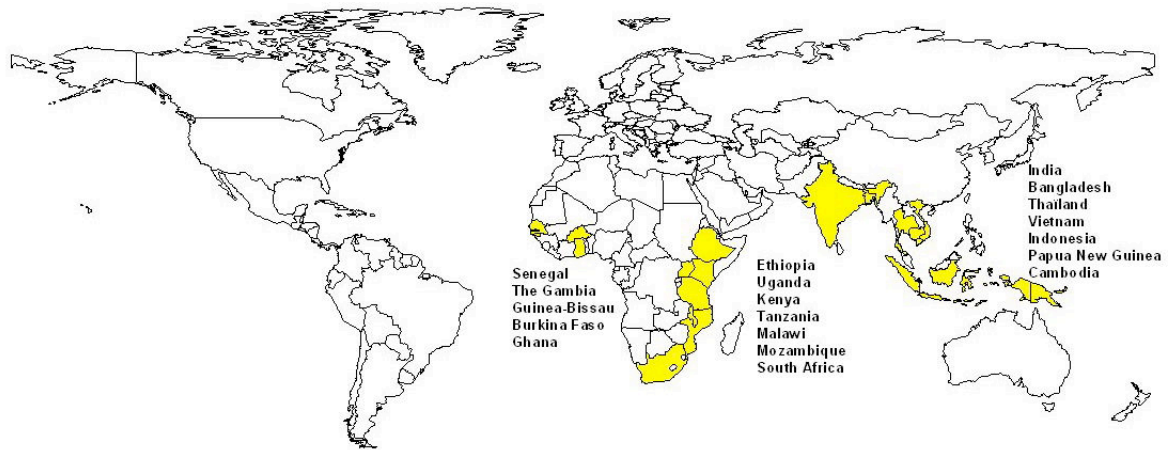 Senegal
The Gambia
Guinea-Bissau
Burkina Faso
Ghana
Ethiopia
Uganda
Kenya
Tanzania
Malawi
Mozambique
South Africa
India
Bangladesh
Thaïland
Vietnam
Indonesia
Papua New Guinea
Cambodia